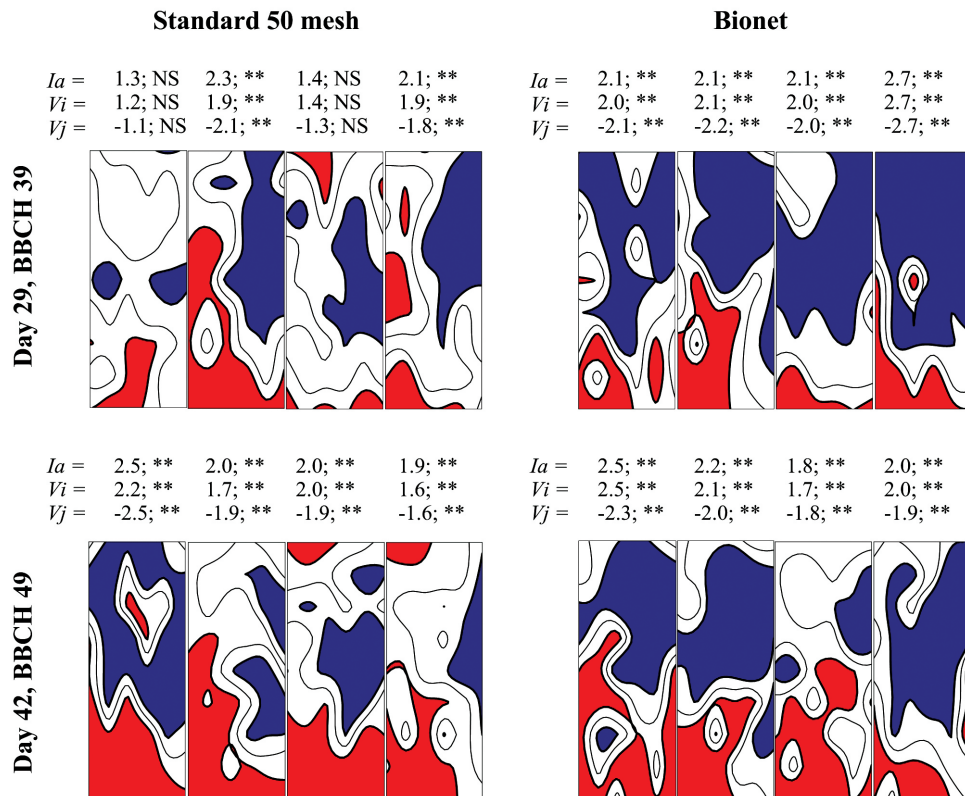 Standard 50 mesh
Bionet
Ia = 1.3; NS 2.3; ** 1.4; NS 2.1; **
Vi = 1.2; NS 1.9; ** 1.4; NS 1.9; **
Vj = -1.1; NS -2.1; ** -1.3; NS -1.8; **
2.1; ** 2.1; ** 2.1; ** 2.7; **
2.0; ** 2.1; ** 2.0; ** 2.7; **
-2.1; ** -2.2; ** -2.0; ** -2.7; **
Day 29, BBCH 39
Ia = 2.5; ** 2.0; ** 2.0; ** 1.9; **
Vi = 2.2; ** 1.7; ** 2.0; ** 1.6; **
Vj = -2.5; ** -1.9; ** -1.9; ** -1.6; **
Ia = 2.5; ** 2.2; ** 1.8; ** 2.0; **
Vi = 2.5; ** 2.1; ** 1.7; ** 2.0; **
Vj = -2.3; ** -2.0; ** -1.8; ** -1.9; **
Day 42, BBCH 49